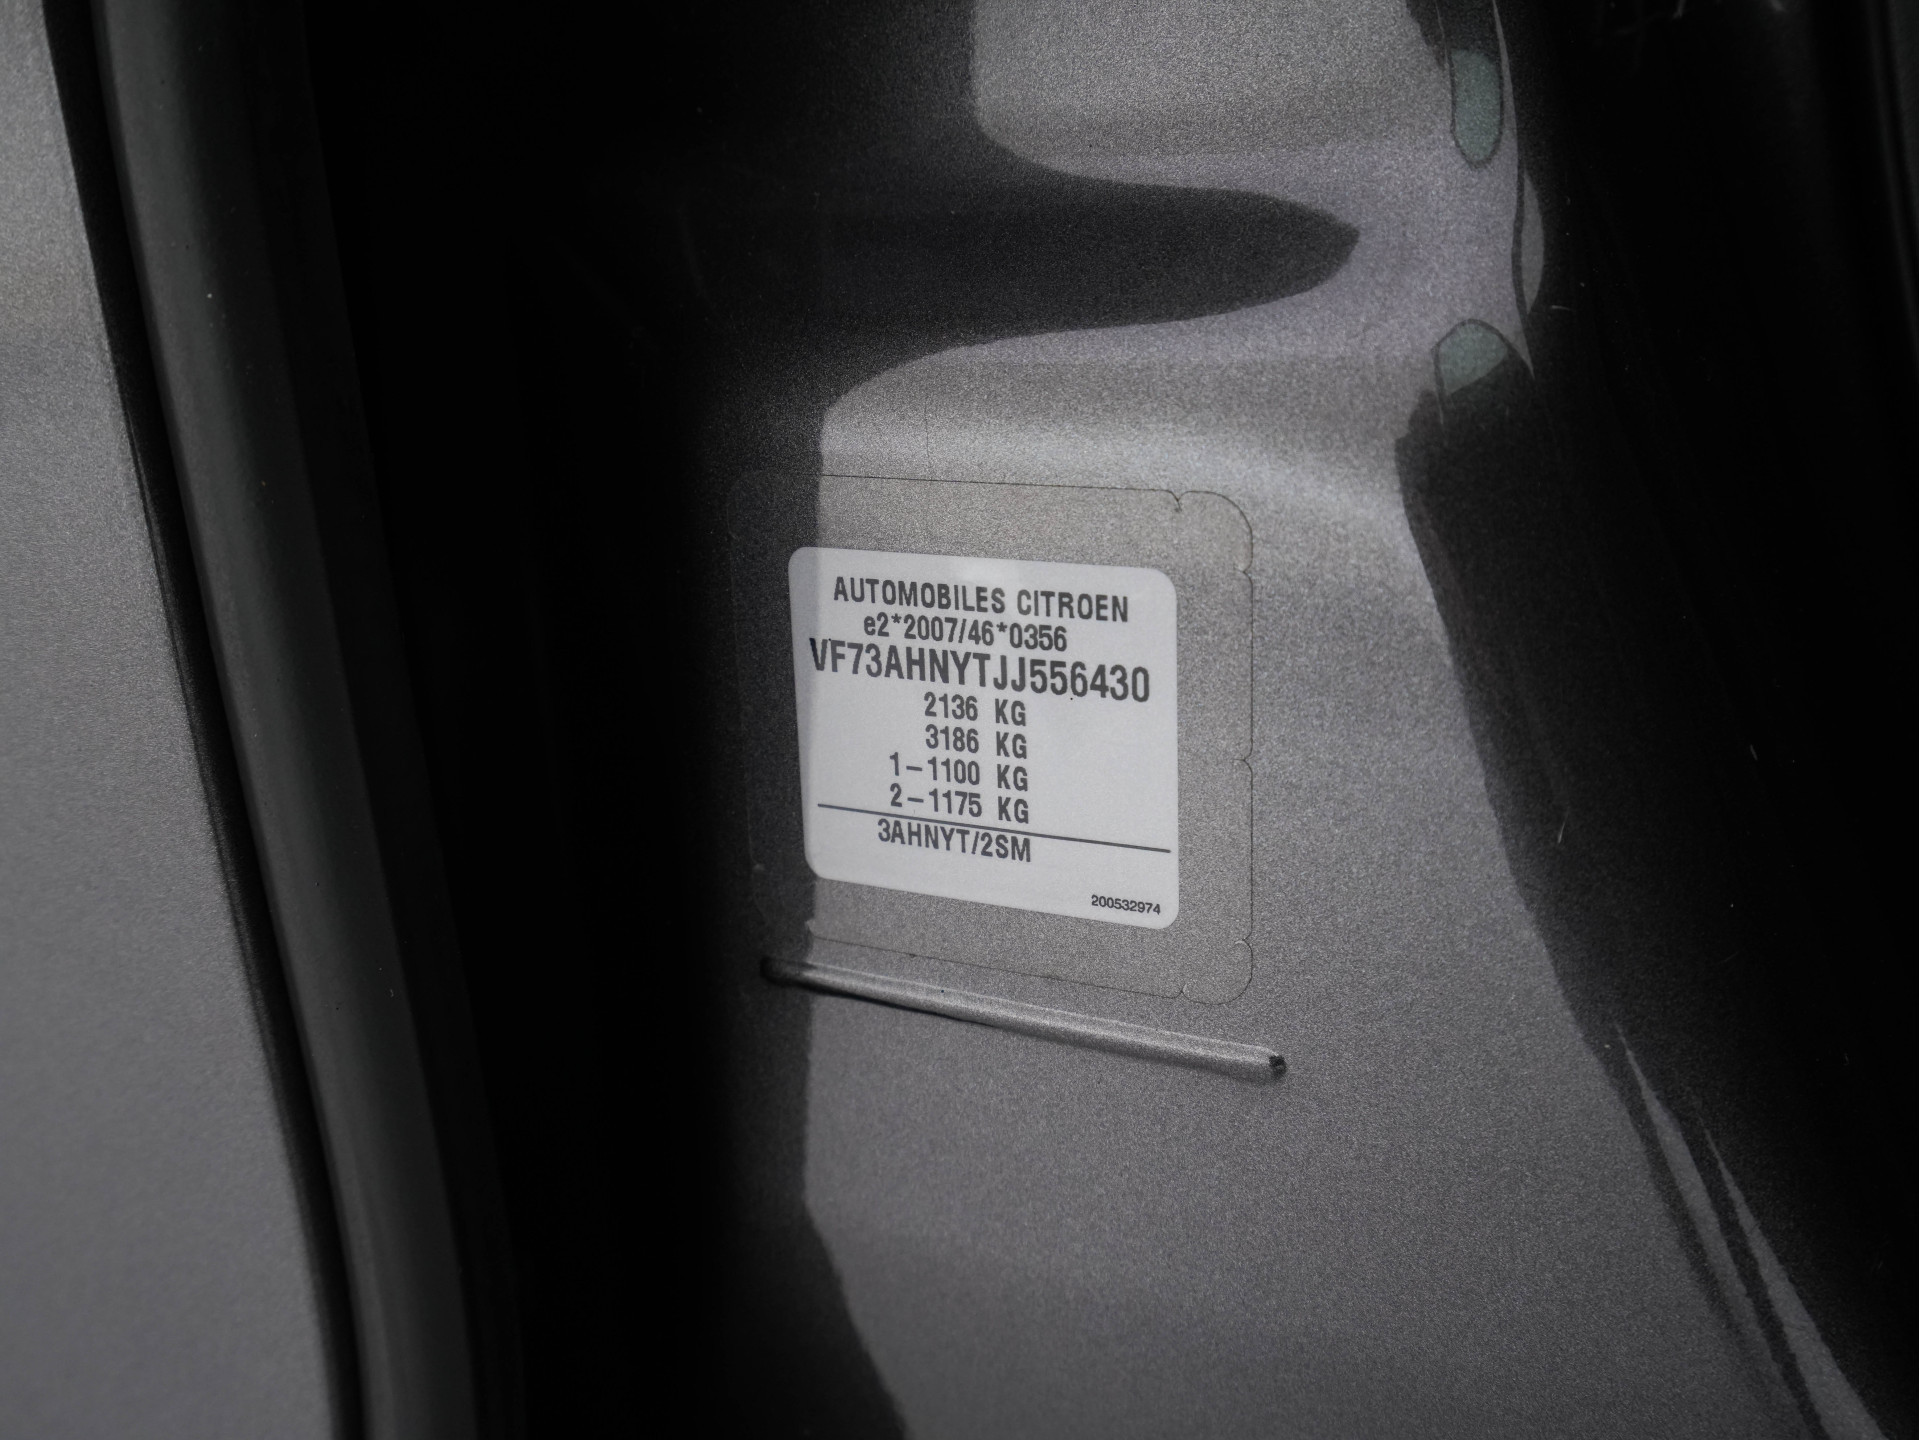 AUTOMOBILES CITROEN
e2*2007/46*0356
VF73AHNYTJJ556430
2136 KG
3186 KG
1-1100 KG
2-1175 KG
3AHNYT/2SM
200532974